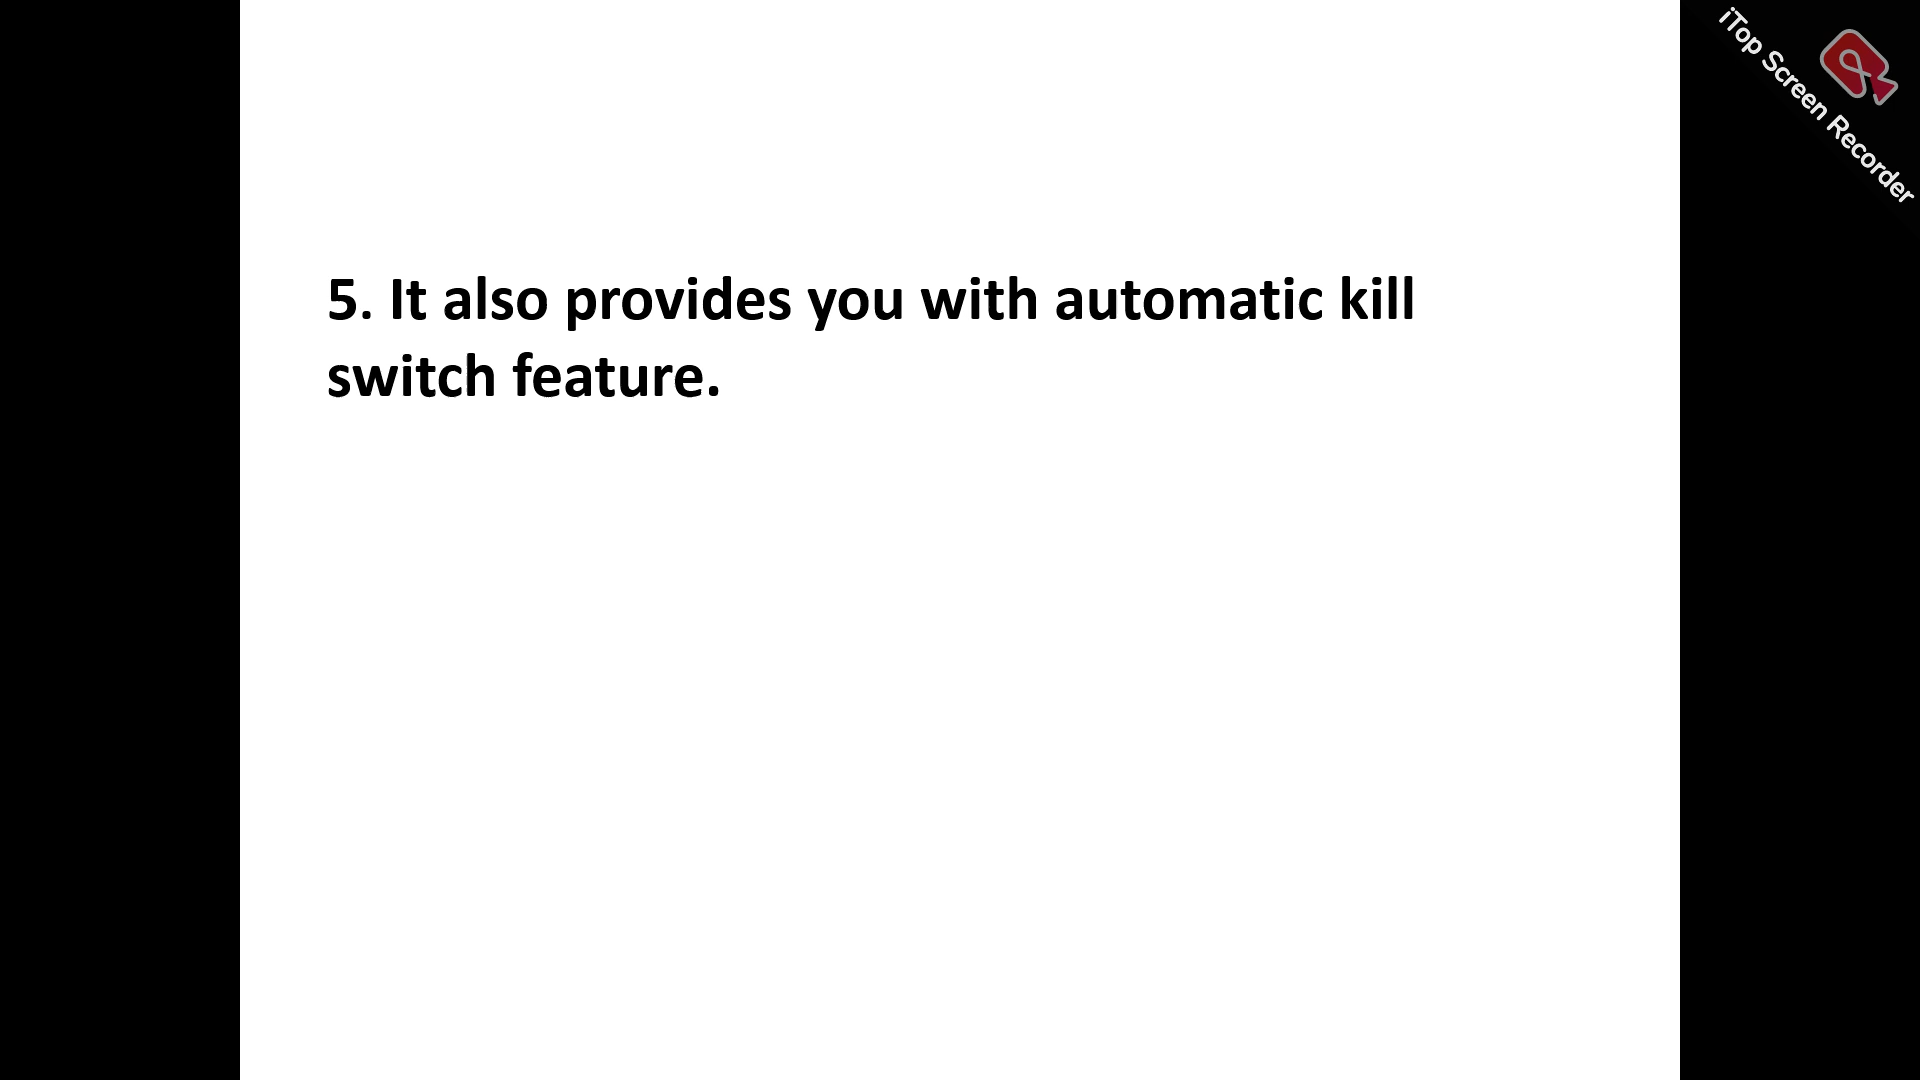 iTop Screen Recorder
5. It also provides you with automatic kill
switch feature.